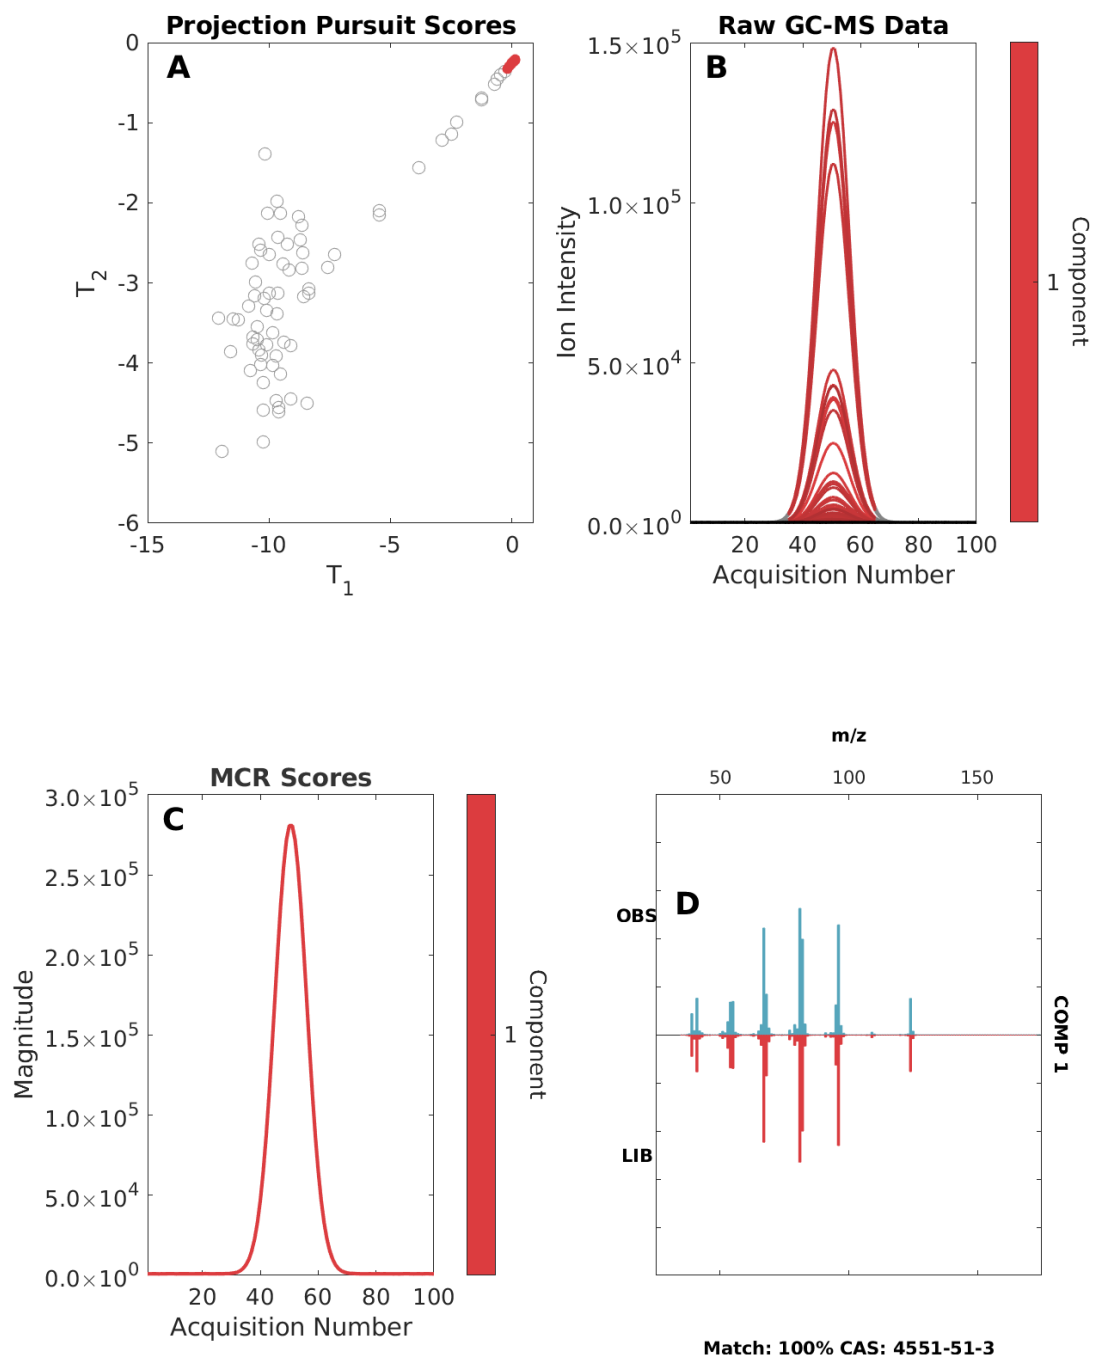 Projection Pursuit Scores
A
0
-1
-2
-3
-4
-5
-6
T2
-15 -10 -5 0
T1
Raw GC-MS Data
B
1.5×10^5
1.0×10^5
5.0×10^4
0.0×10^0
Ion Intensity
20 40 60 80 100
Acquisition Number
1
Component
MCR Scores
C
3.0×10^5
2.5×10^5
2.0×10^5
1.5×10^5
1.0×10^5
5.0×10^4
0.0×10^0
Magnitude
20 40 60 80 100
Acquisition Number
1
Component
m/z
50 100 150
D
OBS
LIB
COMP 1
Match: 100% CAS: 4551-51-3